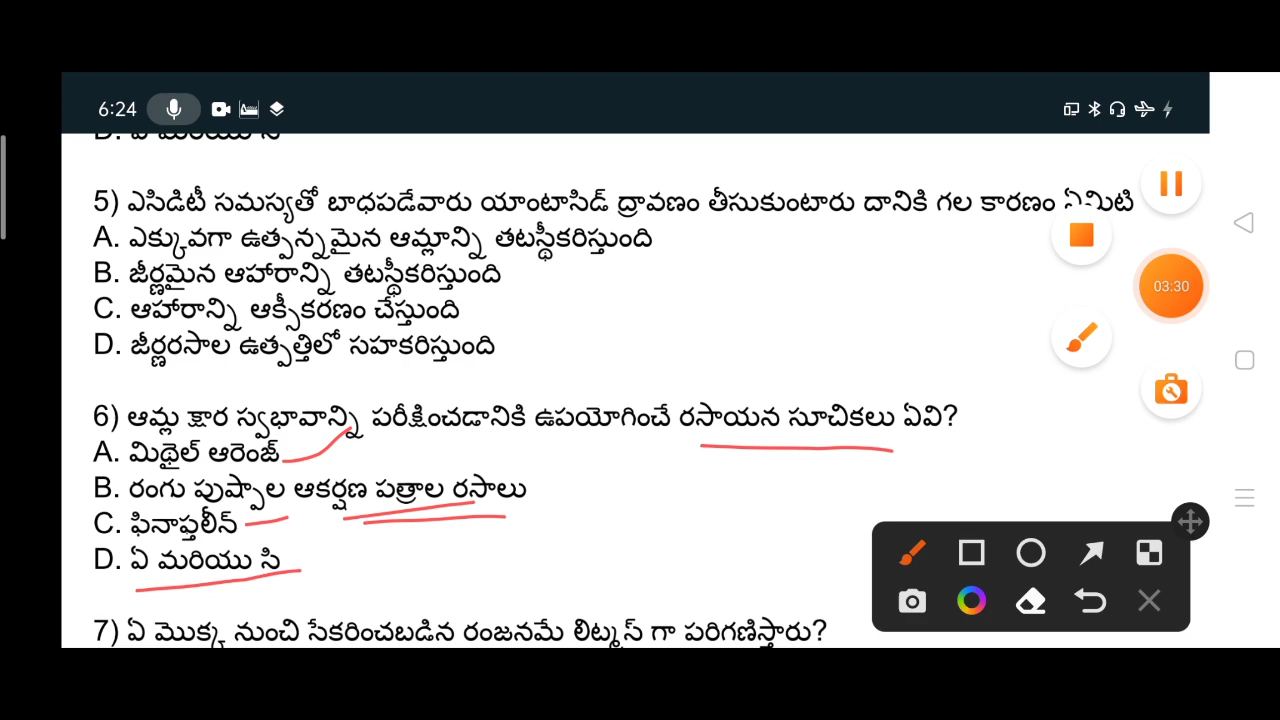 6:24
D. ఏ మరియు సి
5) ఎసిడిటీ సమస్యతో బాధపడేవారు యాంటాసిడ్ ద్రావణం తీసుకుంటారు దానికి గల కారణం ఏమిటి
A. ఎక్కువగా ఉత్పన్నమైన ఆమ్లాన్ని తటస్థీకరిస్తుంది
B. జీర్ణమైన ఆహారాన్ని తటస్థీకరిస్తుంది
C. ఆహారాన్ని ఆక్సీకరణం చేస్తుంది
D. జీర్ణరసాల ఉత్పత్తిలో సహకరిస్తుంది
03:30
6) ఆమ్ల క్షార స్వభావాన్ని పరీక్షించడానికి ఉపయోగించే రసాయన సూచికలు ఏవి?
A. మిథైల్ ఆరెంజ్
B. రంగు పుష్పాల ఆకర్షణ పత్రాల రసాలు
C. ఫినాఫ్తలీన్
D. ఏ మరియు సి
7) ఏ మొక్క నుంచి సేకరించబడిన రంజనమే లిట్మస్ గా పరిగణిస్తారు?